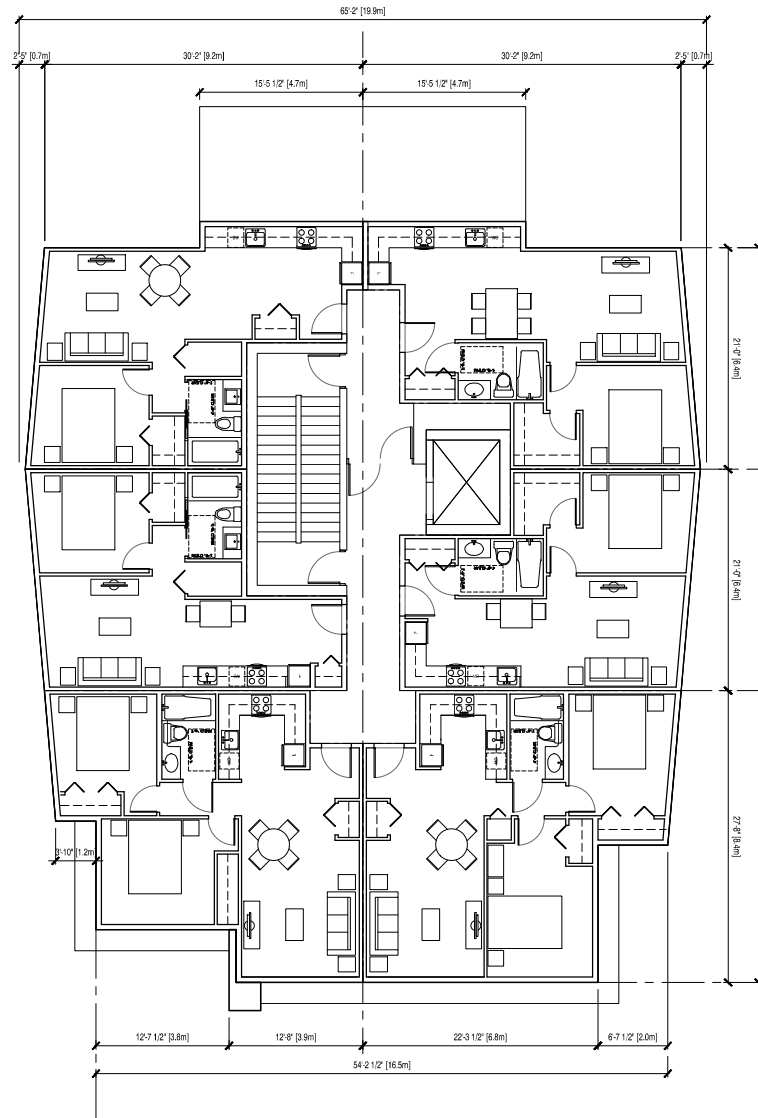 65'-2" [19.9m]
2'-5" [0.7m]
30'-2" [9.2m]
30'-2" [9.2m]
2'-5" [0.7m]
15'-5 1/2" [4.7m]
15'-5 1/2" [4.7m]
21'-0" [6.4m]
21'-0" [6.4m]
27'-8" [8.4m]
3'-10" [1.2m
12'-7 1/2" [3.8m]
12'-8" [3.9m]
22'-3 1/2" [6.8m]
6'-7 1/2" [2.0m]
54'-2 1/2" [16.5m]